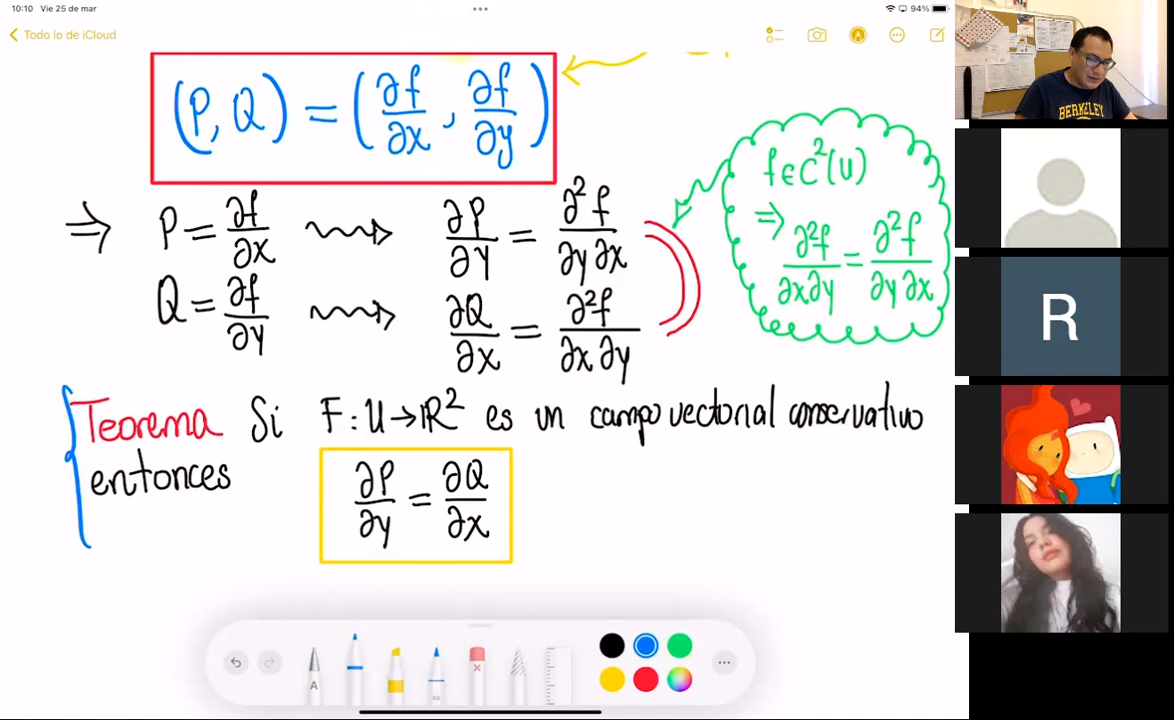 10:10 Vie 25 de mar
94%
Todo lo de iCloud
(P, Q) = (∂f/∂x, ∂f/∂y)
⇒ P = ∂f/∂x ⇝ ∂P/∂y = ∂²f/∂y∂x
Q = ∂f/∂y ⇝ ∂Q/∂x = ∂²f/∂x∂y
f ∈ C²(U)
⇒ ∂²f/∂x∂y = ∂²f/∂y∂x
Teorema Si F: U → ℝ² es un campo vectorial conservativo
entonces
∂P/∂y = ∂Q/∂x
BERKELEY
R
A